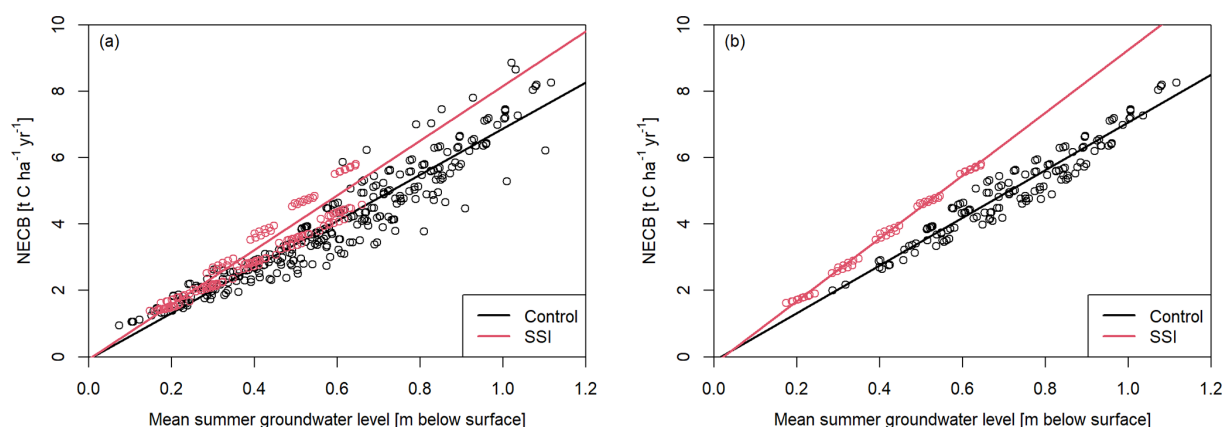 (a)
NECB [t C ha⁻¹ yr⁻¹]
10
8
6
4
2
0
0.0 0.2 0.4 0.6 0.8 1.0 1.2
Mean summer groundwater level [m below surface]
Control
SSI
(b)
NECB [t C ha⁻¹ yr⁻¹]
10
8
6
4
2
0
0.0 0.2 0.4 0.6 0.8 1.0 1.2
Mean summer groundwater level [m below surface]
Control
SSI